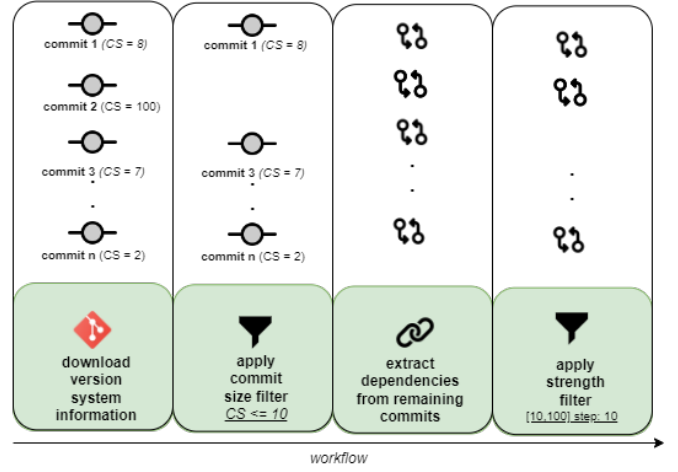 commit 1 (CS = 8)
commit 2 (CS = 100)
commit 3 (CS = 7)
commit n (CS = 2)
commit 1 (CS = 8)
commit 3 (CS = 7)
commit n (CS = 2)
download
version
system
information
apply
commit
size filter
CS <= 10
extract
dependencies
from remaining
commits
apply
strength
filter
[10,100] step: 10
workflow